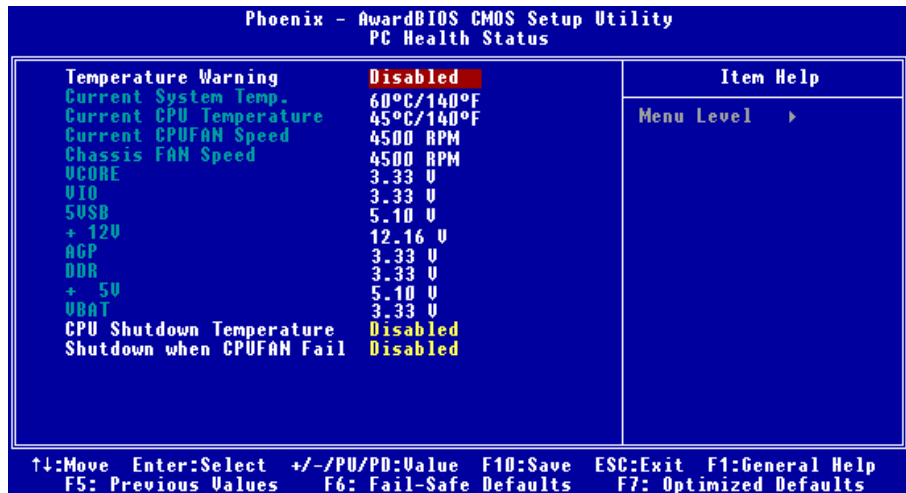 Phoenix - AwardBIOS CMOS Setup Utility
PC Health Status
Temperature Warning Disabled
Current System Temp. 60ºC/140ºF
Current CPU Temperature 45ºC/140ºF
Current CPUFAN Speed 4500 RPM
Chassis FAN Speed 4500 RPM
VCORE 3.33 V
VIO 3.33 V
5VSB 5.10 V
+ 12V 12.16 V
AGP 3.33 V
DDR 3.33 V
+ 5V 5.10 V
VBAT 3.33 V
CPU Shutdown Temperature Disabled
Shutdown when CPUFAN Fail Disabled
Item Help
Menu Level ▸
↑↓:Move Enter:Select +/-/PU/PD:Value F10:Save ESC:Exit F1:General Help
F5: Previous Values F6: Fail-Safe Defaults F7: Optimized Defaults